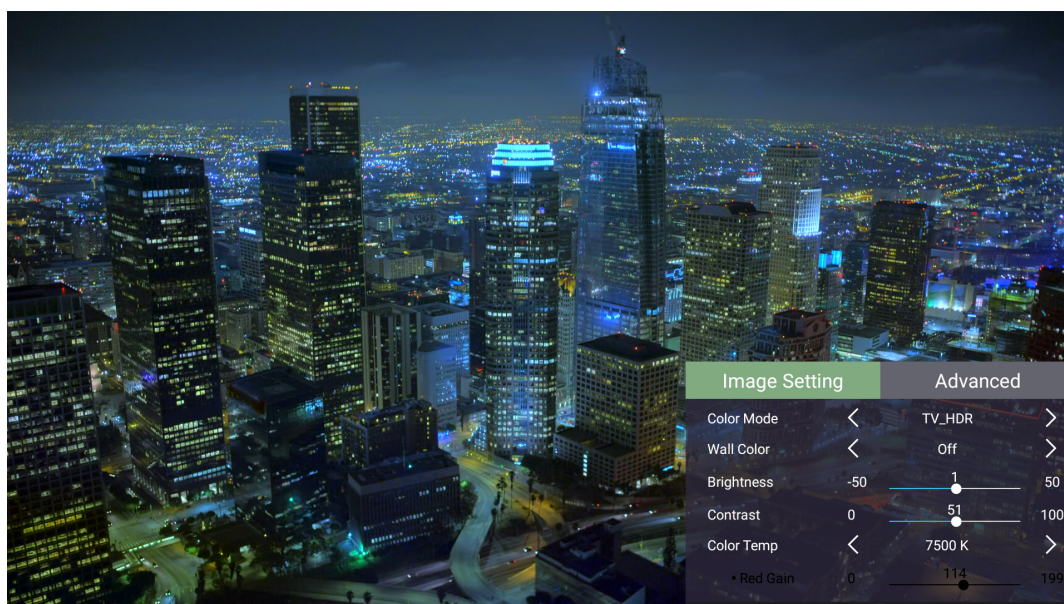 Image Setting Advanced
Color Mode TV_HDR
Wall Color Off
Brightness -50 1 50
Contrast 0 51 100
Color Temp 7500 K
• Red Gain 0 114 199